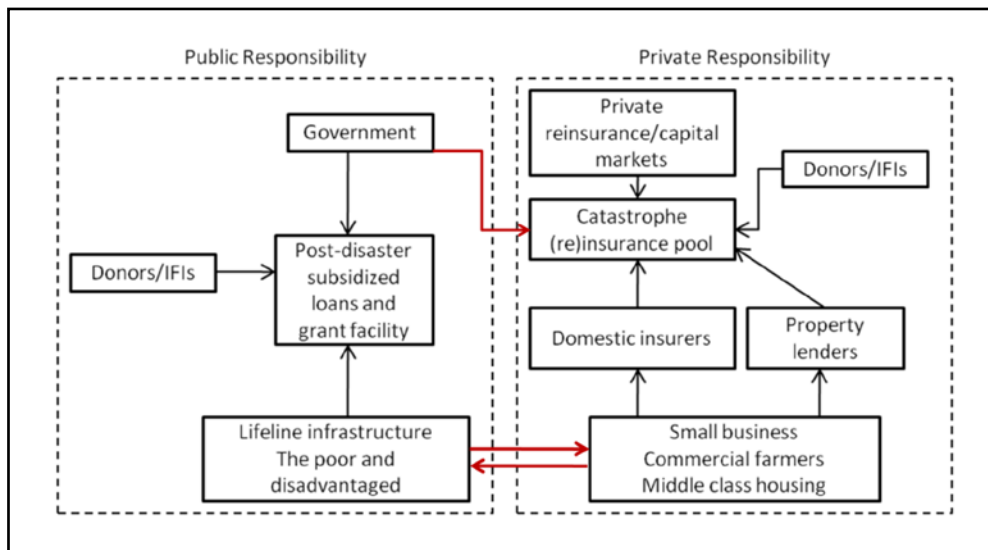 Public Responsibility
Private Responsibility
Government
Private
reinsurance/capital
markets
Donors/IFIs
Catastrophe
(re)insurance pool
Donors/IFIs
Post-disaster
subsidized
loans and
grant facility
Domestic insurers
Property
lenders
Lifeline infrastructure
The poor and
disadvantaged
Small business
Commercial farmers
Middle class housing